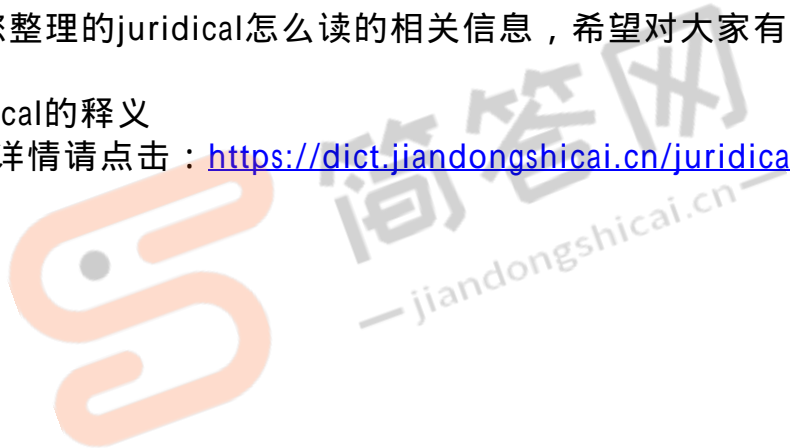 整理的juridical怎么读的相关信息，希望对大家有
cal的释义
详情请点击：https://dict.jiandongshicai.cn/juridica
简答网
jiandongshicai.cn